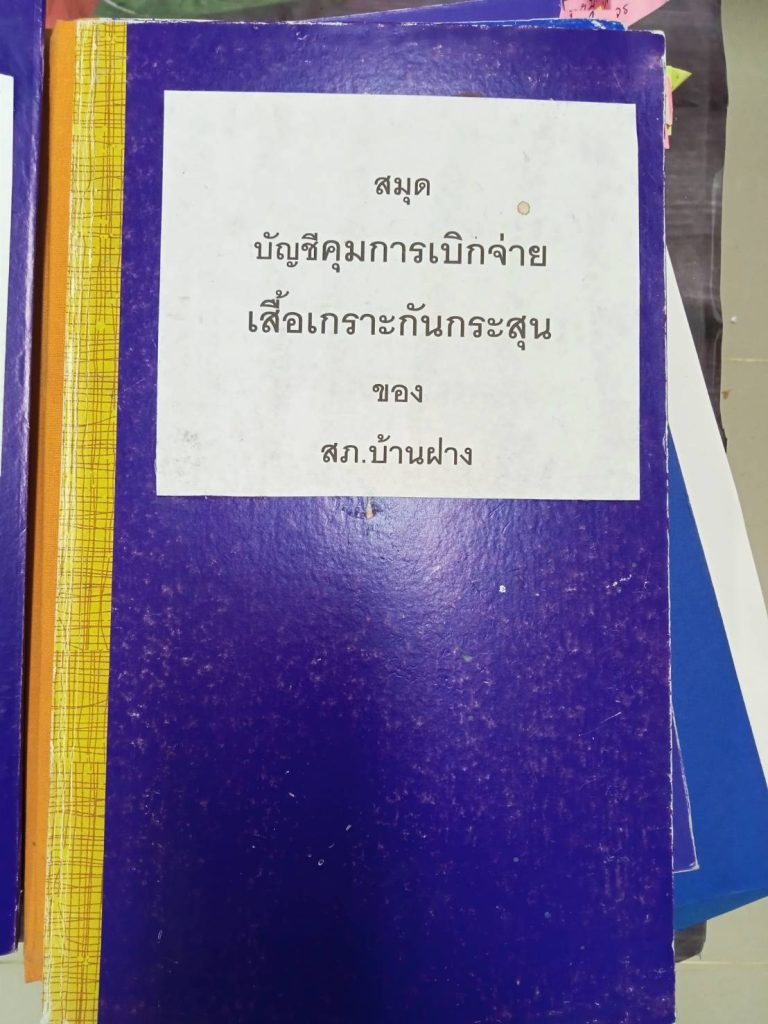 สมุด
บัญชีคุมการเบิกจ่าย
เสื้อเกราะกันกระสุน
ของ
สภ.บ้านฝาง